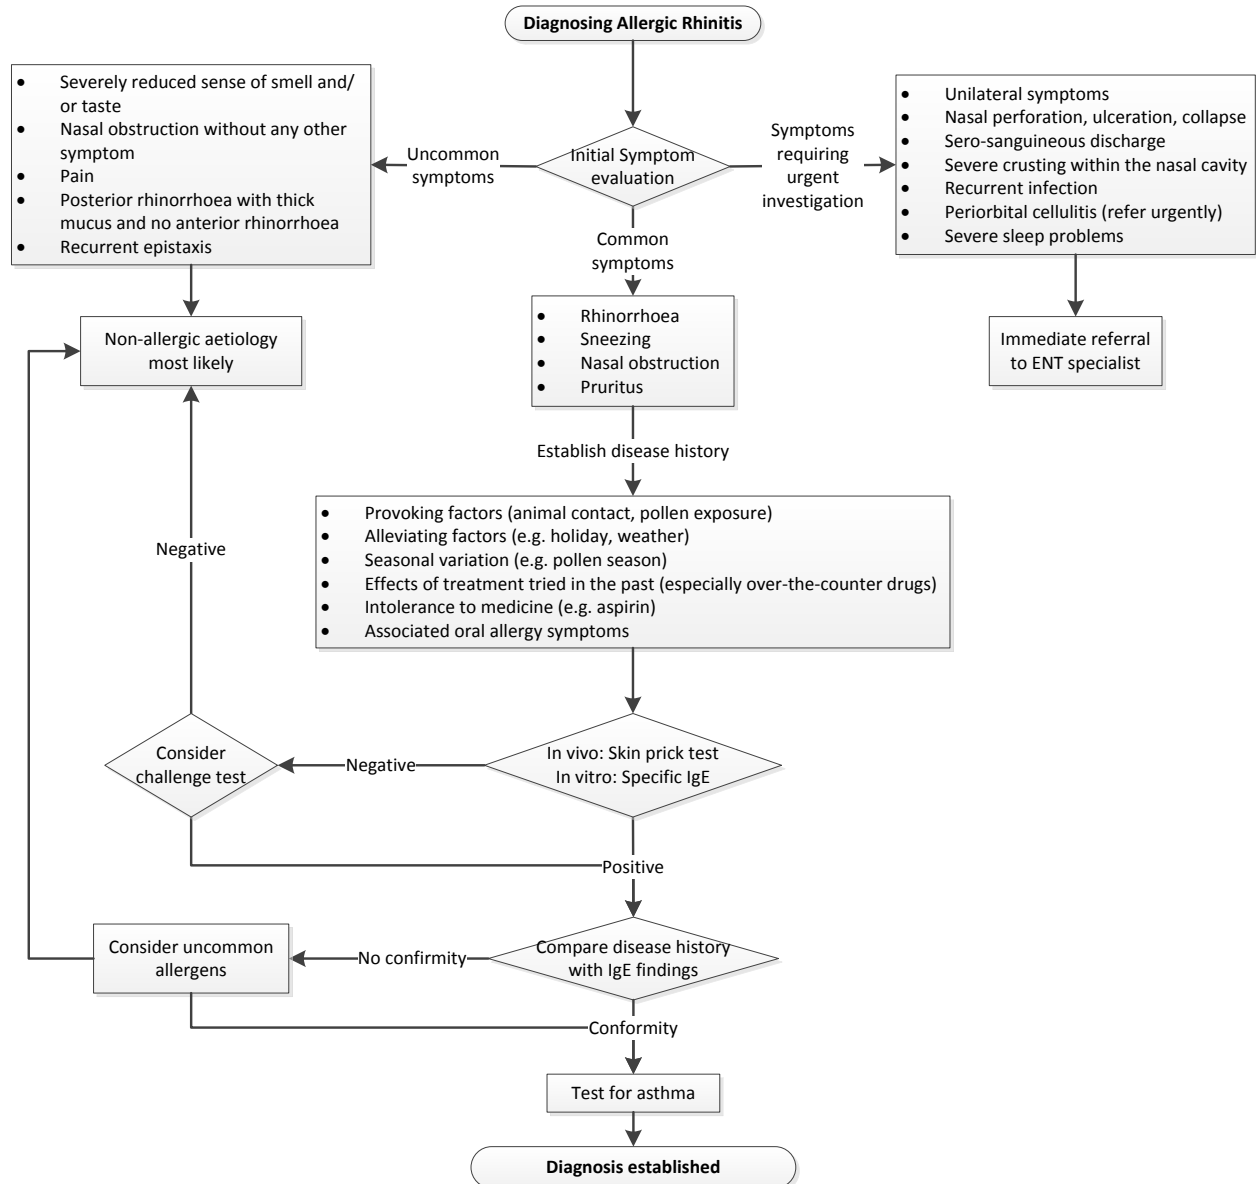 Diagnosing Allergic Rhinitis
• Severely reduced sense of smell and/
or taste
• Nasal obstruction without any other
symptom
• Pain
• Posterior rhinorrhoea with thick
mucus and no anterior rhinorrhoea
• Recurrent epistaxis
Uncommon
symptoms
Initial Symptom
evaluation
Symptoms
requiring
urgent
investigation
• Unilateral symptoms
• Nasal perforation, ulceration, collapse
• Sero-sanguineous discharge
• Severe crusting within the nasal cavity
• Recurrent infection
• Periorbital cellulitis (refer urgently)
• Severe sleep problems
Common
symptoms
Non-allergic aetiology
most likely
• Rhinorrhoea
• Sneezing
• Nasal obstruction
• Pruritus
Immediate referral
to ENT specialist
Establish disease history
• Provoking factors (animal contact, pollen exposure)
• Alleviating factors (e.g. holiday, weather)
• Seasonal variation (e.g. pollen season)
• Effects of treatment tried in the past (especially over-the-counter drugs)
• Intolerance to medicine (e.g. aspirin)
• Associated oral allergy symptoms
Negative
Consider
challenge test
Negative
In vivo: Skin prick test
In vitro: Specific IgE
Positive
Consider uncommon
allergens
No confirmity
Compare disease history
with IgE findings
Conformity
Test for asthma
Diagnosis established